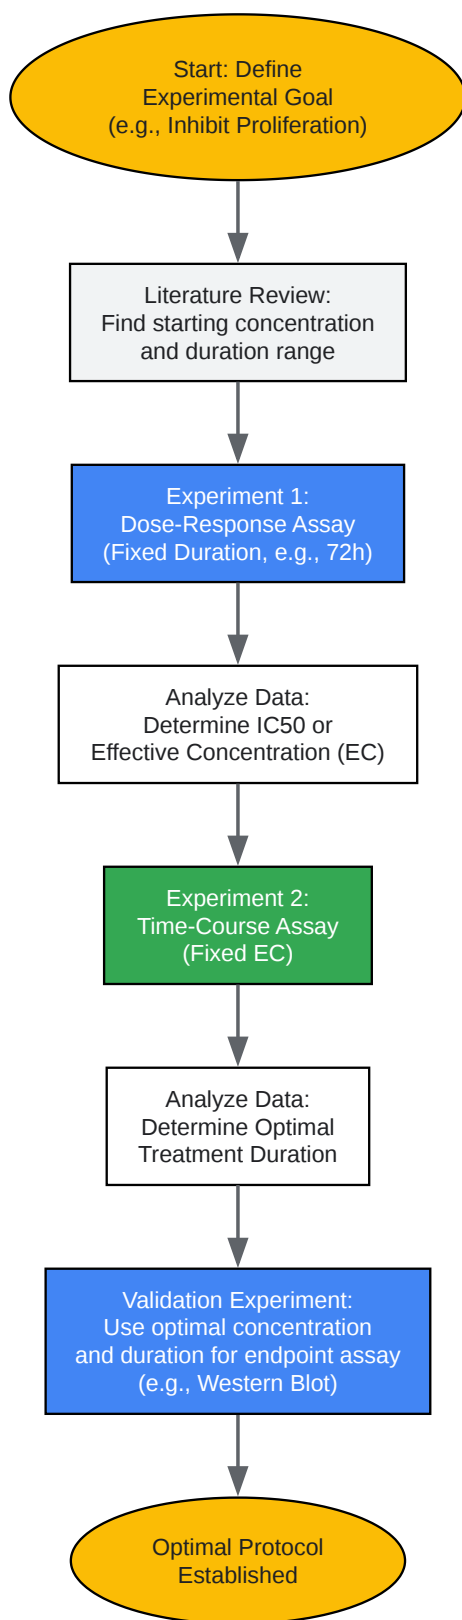 Start: Define
Experimental Goal
(e.g., Inhibit Proliferation)
Literature Review:
Find starting concentration
and duration range
Experiment 1:
Dose-Response Assay
(Fixed Duration, e.g., 72h)
Analyze Data:
Determine IC50 or
Effective Concentration (EC)
Experiment 2:
Time-Course Assay
(Fixed EC)
Analyze Data:
Determine Optimal
Treatment Duration
Validation Experiment:
Use optimal concentration
and duration for endpoint assay
(e.g., Western Blot)
Optimal Protocol
Established